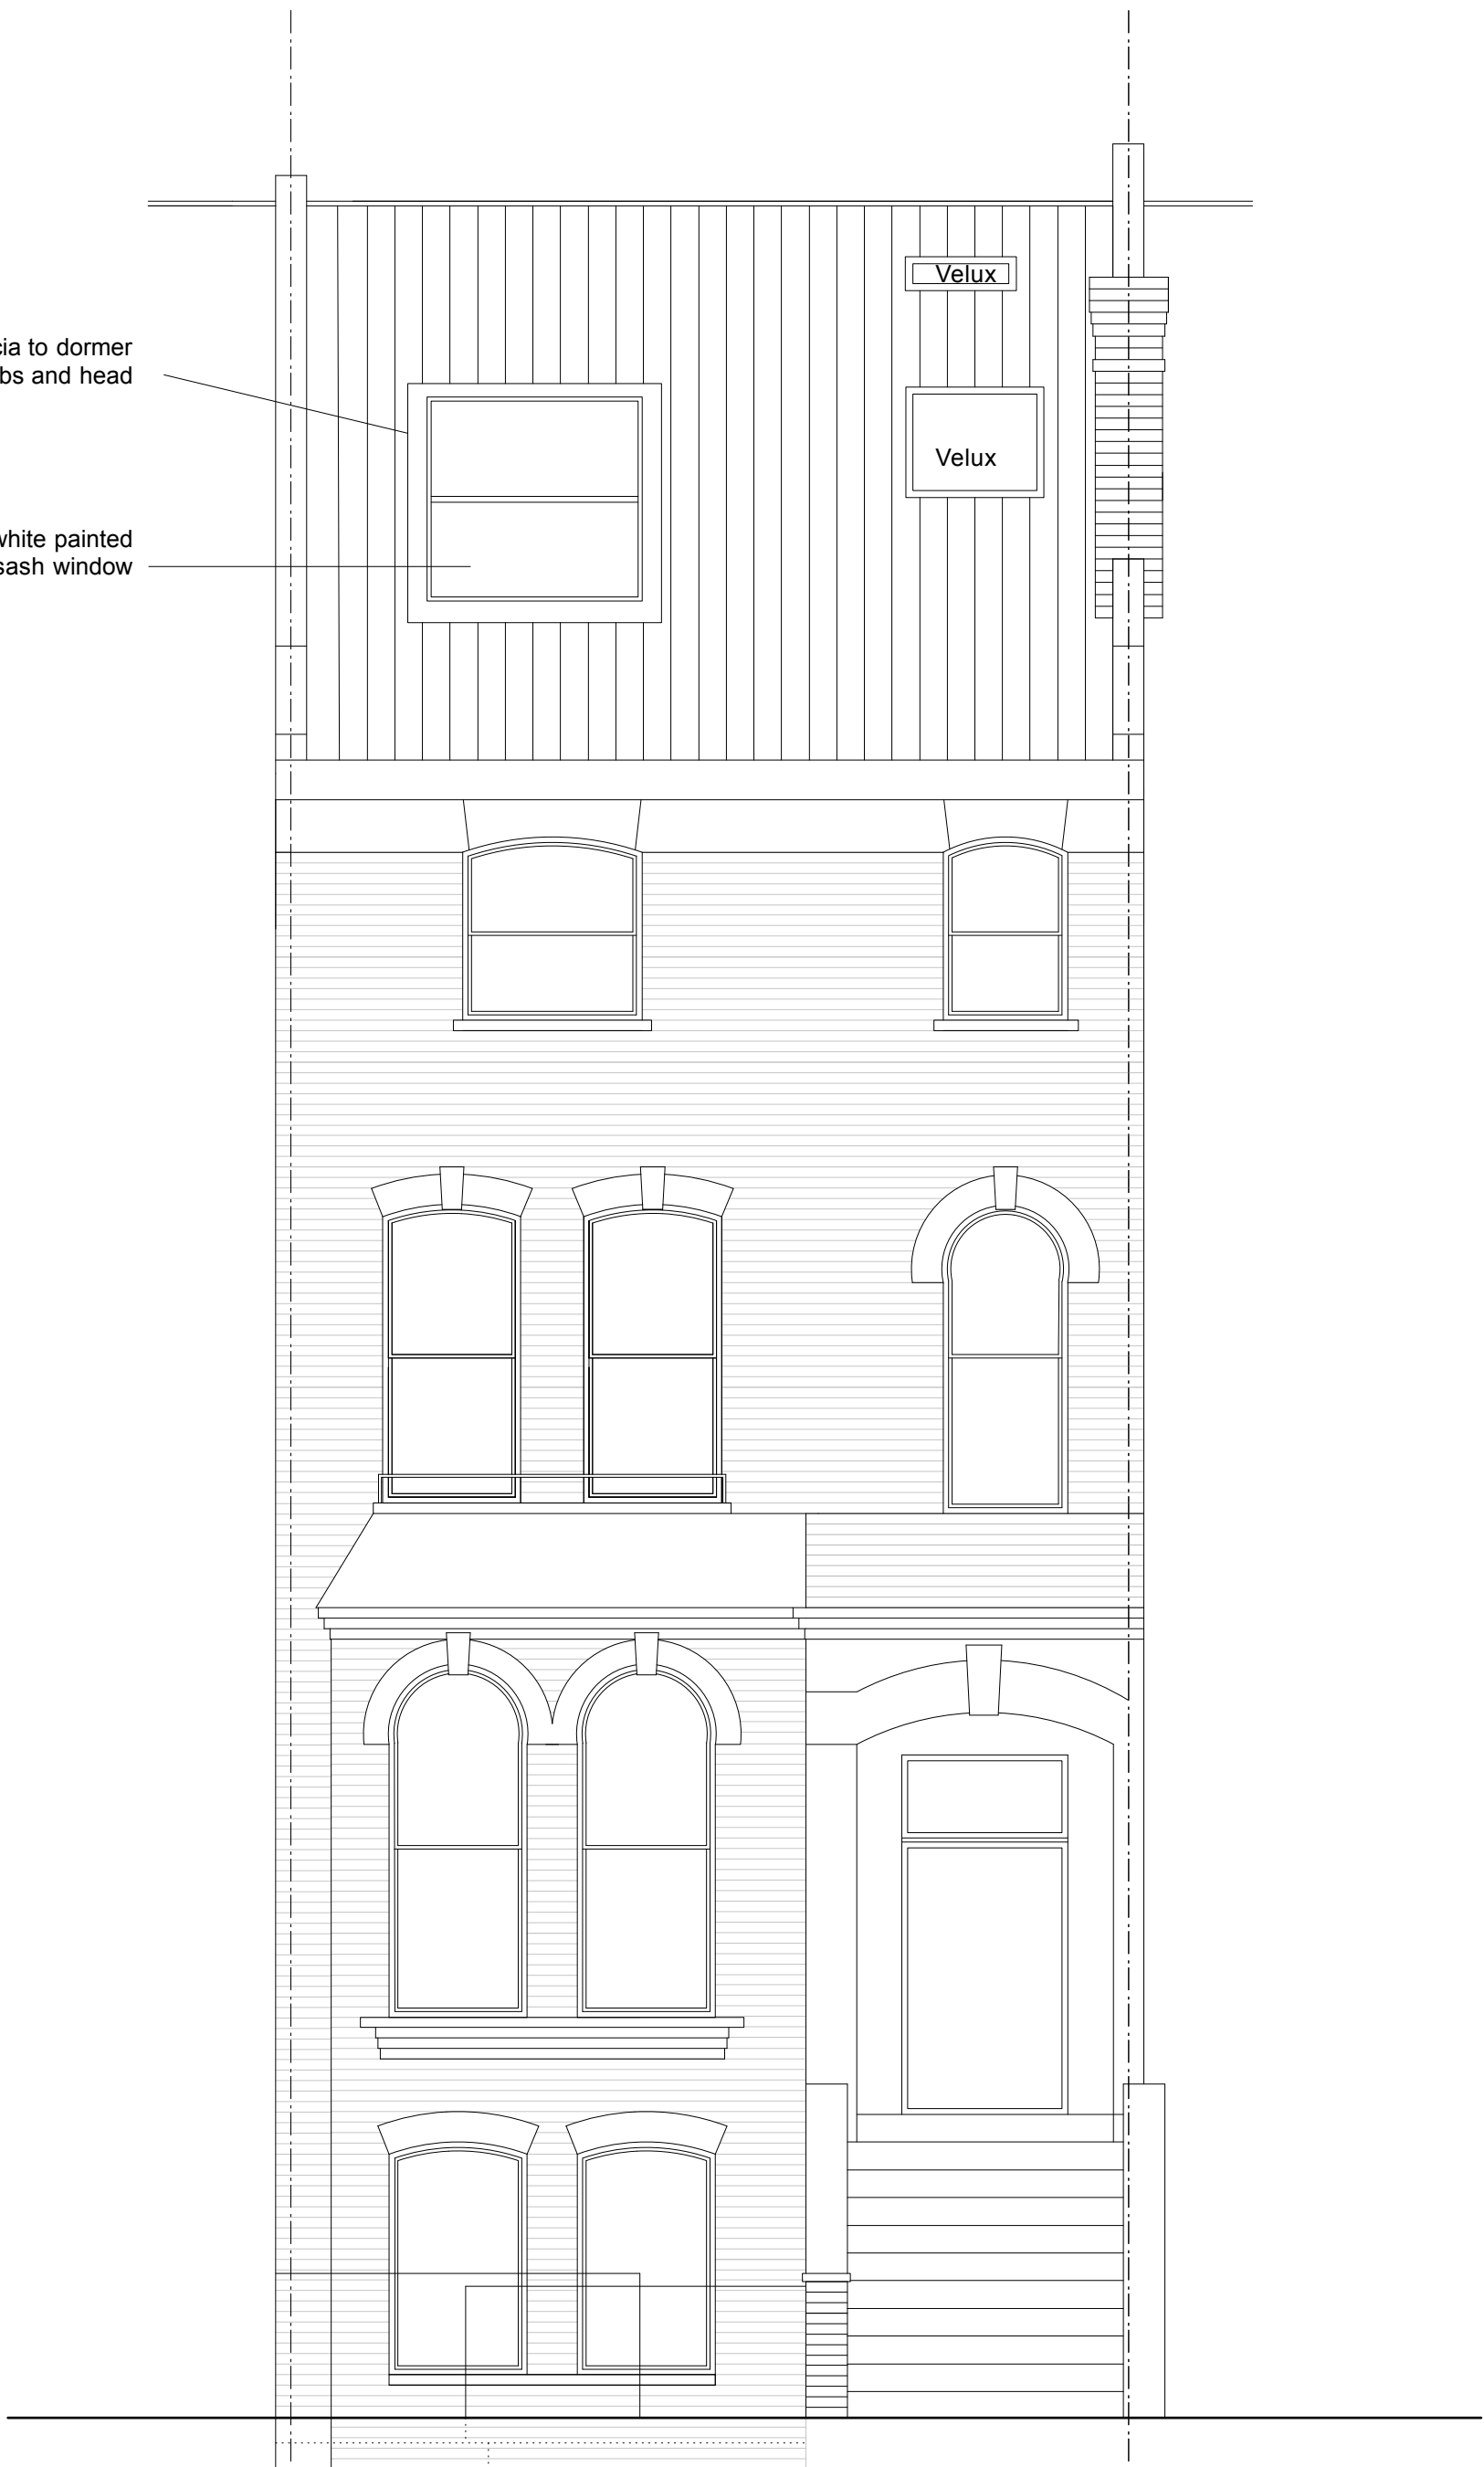 Velux
cia to dormer
bs and head
Velux
white painted
sash window